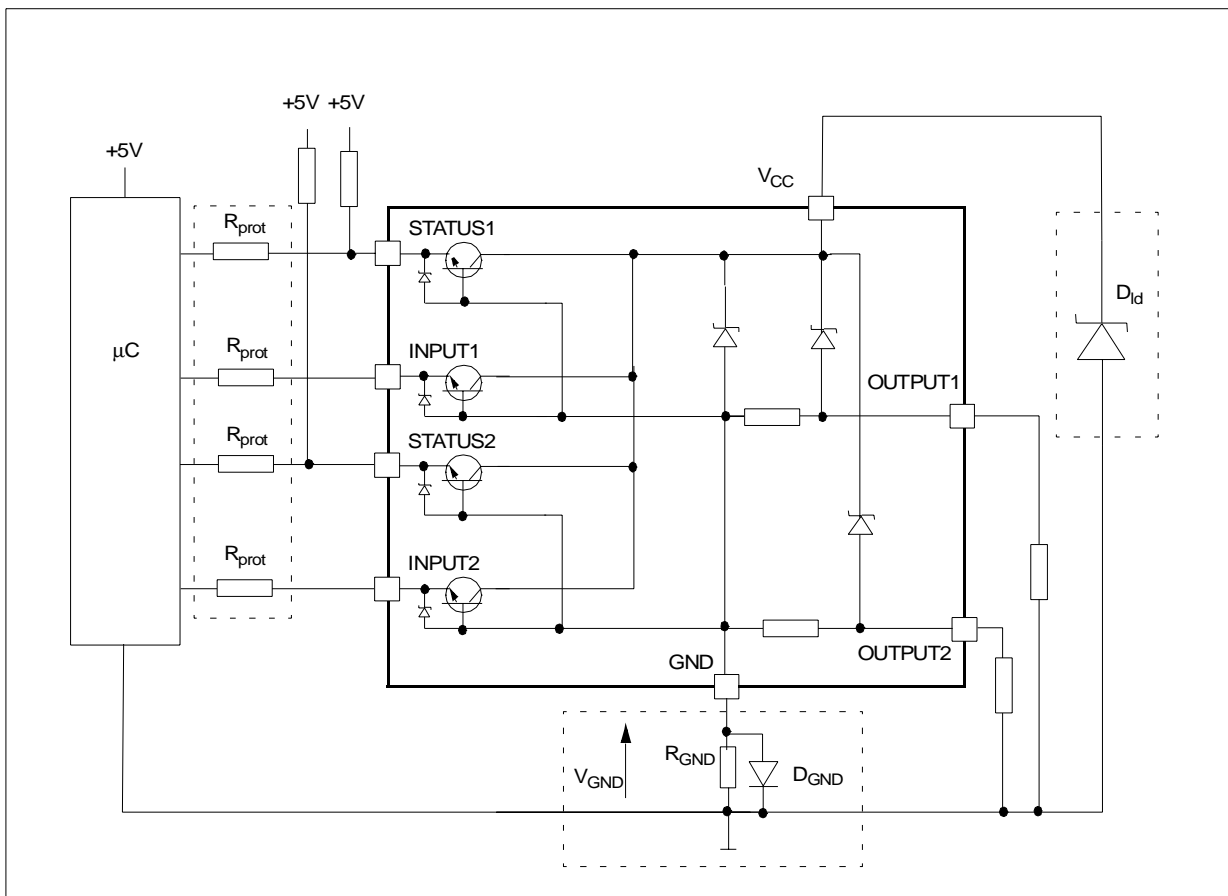 +5V +5V
+5V
V_CC
R_prot
STATUS1
D_ld
μC
R_prot
INPUT1
OUTPUT1
R_prot
STATUS2
R_prot
INPUT2
GND
OUTPUT2
R_GND
V_GND
D_GND